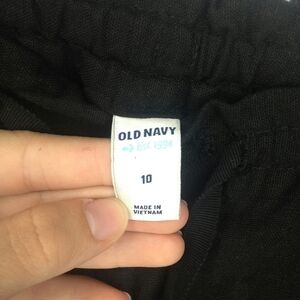 OLD NAVY
Est. 1994
10
MADE IN
VIETNAM